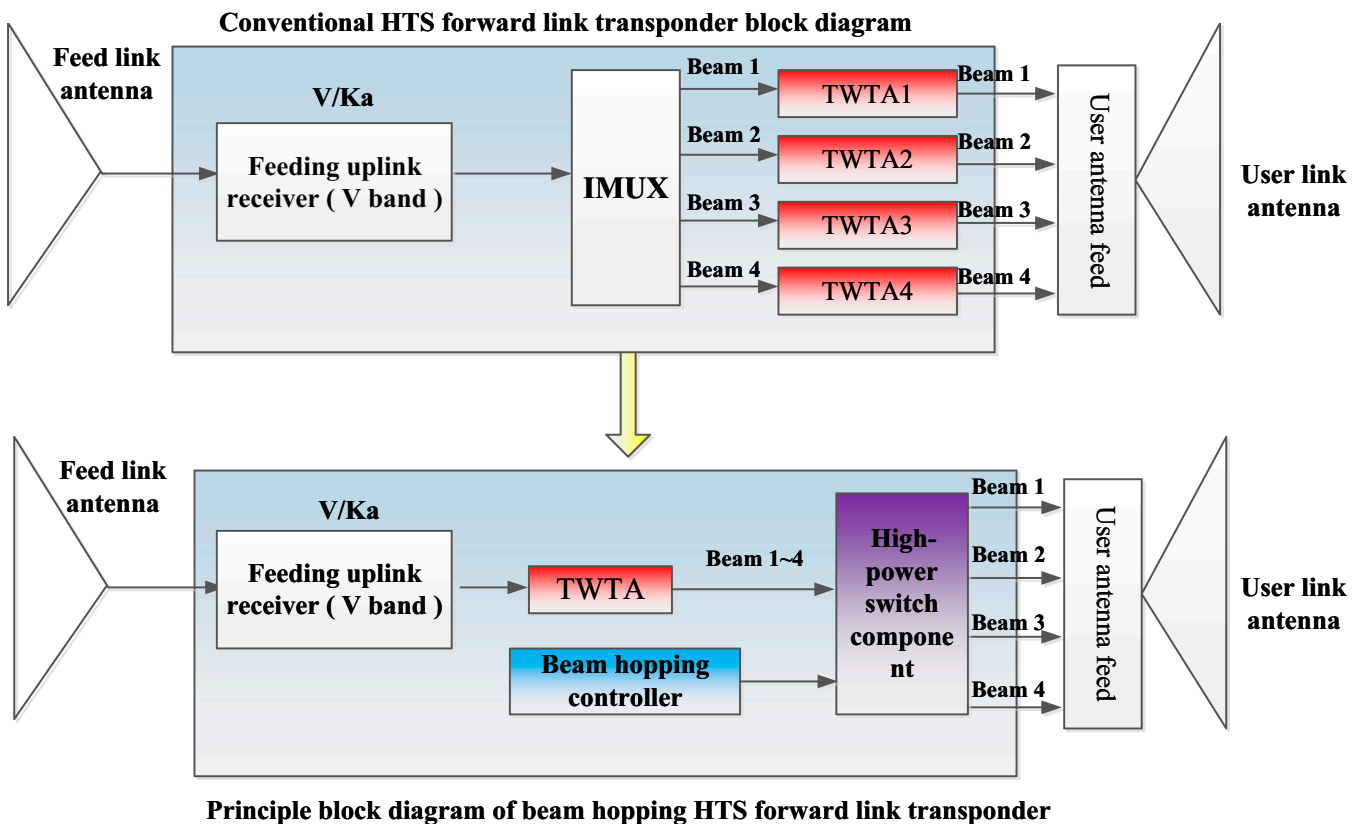 Conventional HTS forward link transponder block diagram
Feed link
antenna
V/Ka
Feeding uplink
receiver ( V band )
IMUX
Beam 1
Beam 2
Beam 3
Beam 4
TWTA1
TWTA2
TWTA3
TWTA4
Beam 1
Beam 2
Beam 3
Beam 4
User antenna feed
User link
antenna
Feed link
antenna
V/Ka
Feeding uplink
receiver ( V band )
TWTA
Beam 1~4
Beam hopping
controller
High-
power
switch
compone
nt
Beam 1
Beam 2
Beam 3
Beam 4
User antenna feed
User link
antenna
Principle block diagram of beam hopping HTS forward link transponder